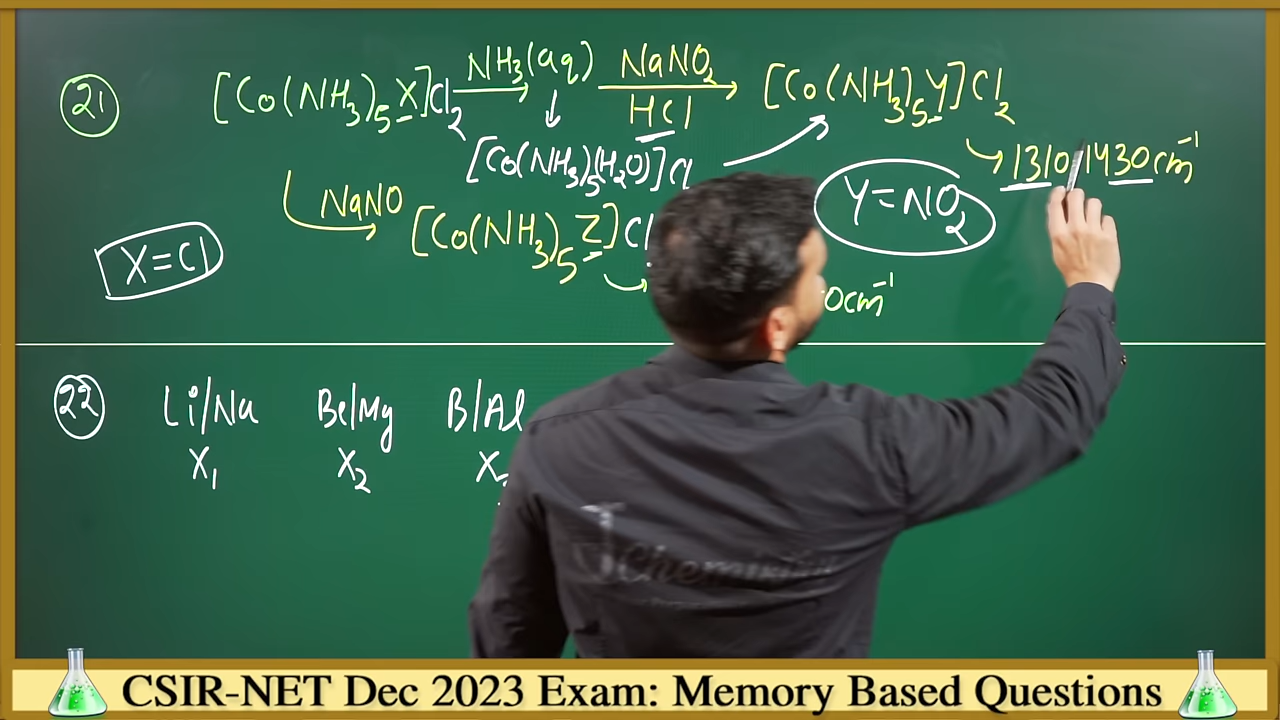 21 [Co(NH3)5X]Cl2 NH3(aq) NaNO2 HCl [Co(NH3)5Y]Cl2
[Co(NH3)5(H2O)]Cl 1310 1430cm-1
NaNO [Co(NH3)5Z]Cl Y=NO2
X=Cl
0cm-1
22 Li/Na Be/Mg B/Al
X1 X2 X
Chemistry
CSIR-NET Dec 2023 Exam: Memory Based Questions